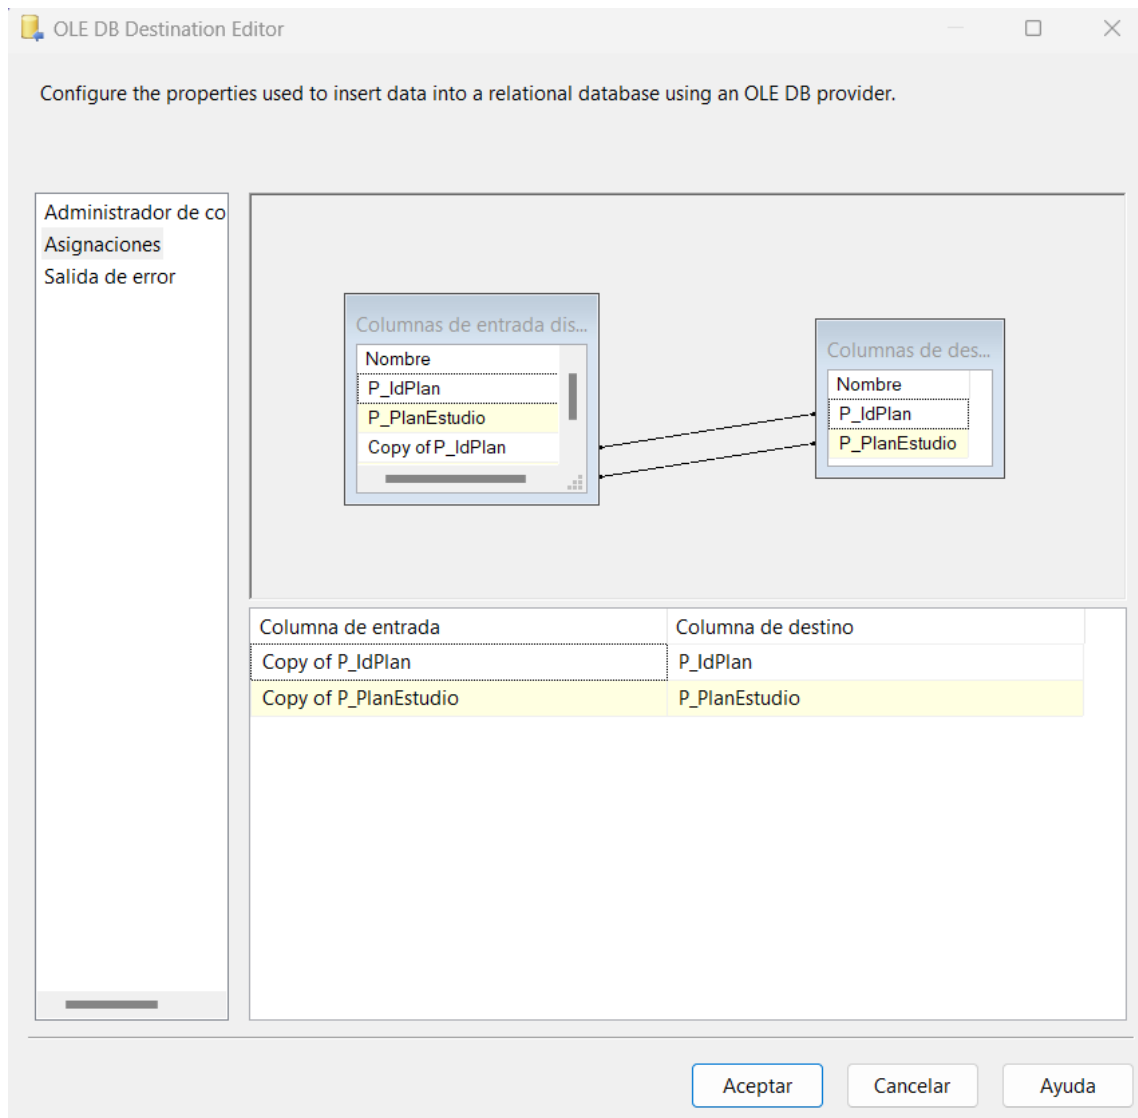 OLE DB Destination Editor
Configure the properties used to insert data into a relational database using an OLE DB provider.
Administrador de co
Asignaciones
Salida de error
Columnas de entrada dis...
Nombre
P_IdPlan
P_PlanEstudio
Copy of P_IdPlan
Columnas de des...
Nombre
P_IdPlan
P_PlanEstudio
Columna de entrada Columna de destino
Copy of P_IdPlan P_IdPlan
Copy of P_PlanEstudio P_PlanEstudio
Aceptar Cancelar Ayuda